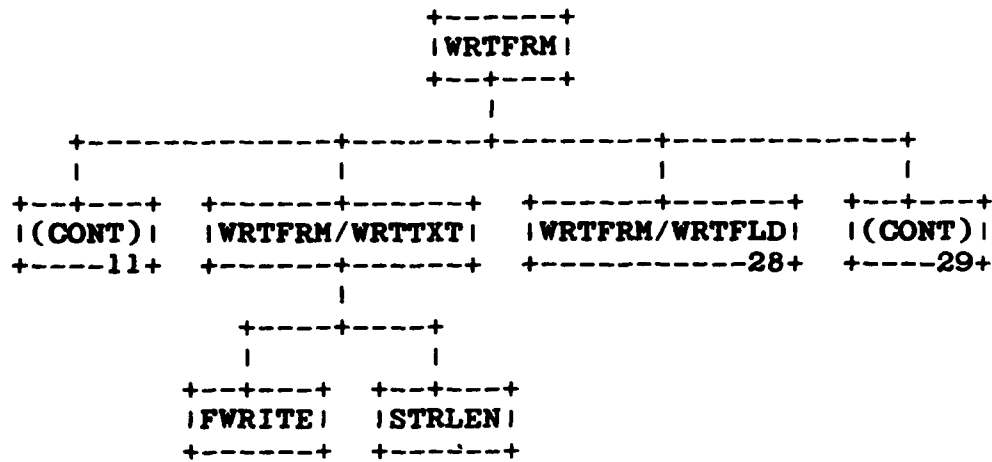 WRTFRM
(CONT) WRTFRM/WRTTXT WRTFRM/WRTFLD (CONT)
11 28 29
FWRITE STRLEN